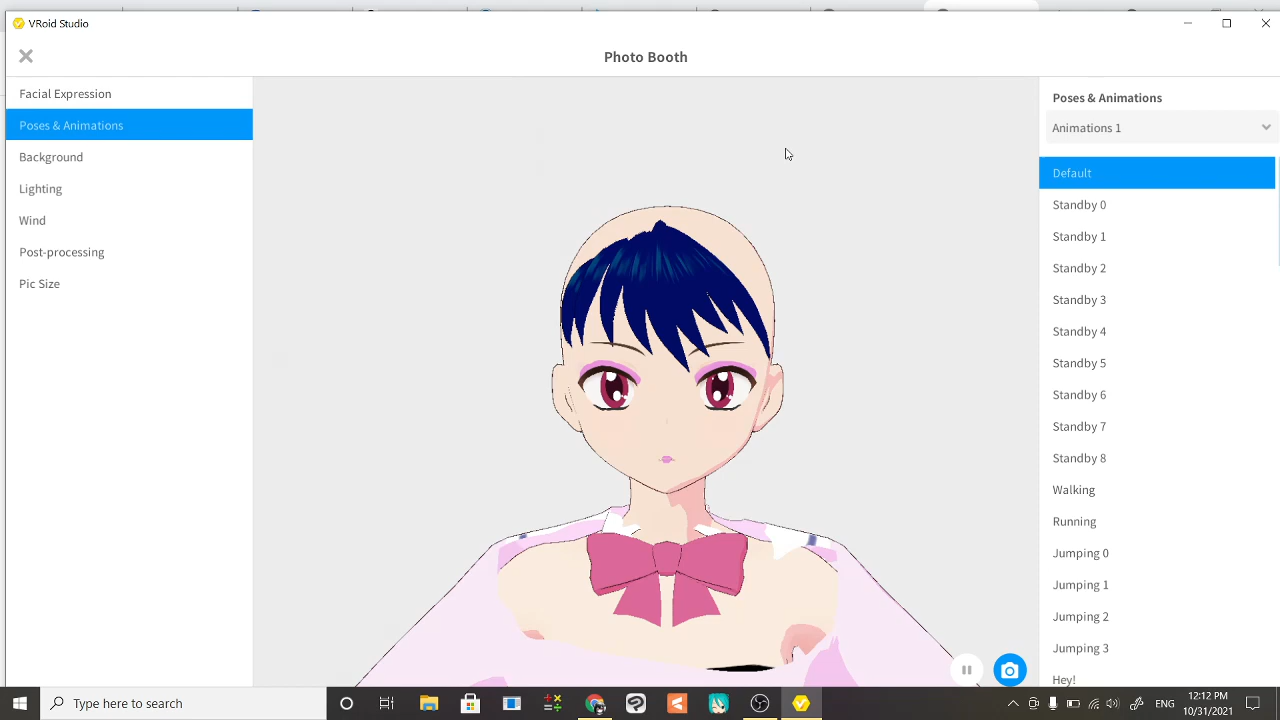 VRoid Studio
Photo Booth
Facial Expression
Poses & Animations
Background
Lighting
Wind
Post-processing
Pic Size
Poses & Animations
Animations 1
Default
Standby 0
Standby 1
Standby 2
Standby 3
Standby 4
Standby 5
Standby 6
Standby 7
Standby 8
Walking
Running
Jumping 0
Jumping 1
Jumping 2
Jumping 3
Hey!
Type here to search
ENG
12:12 PM
10/31/2021